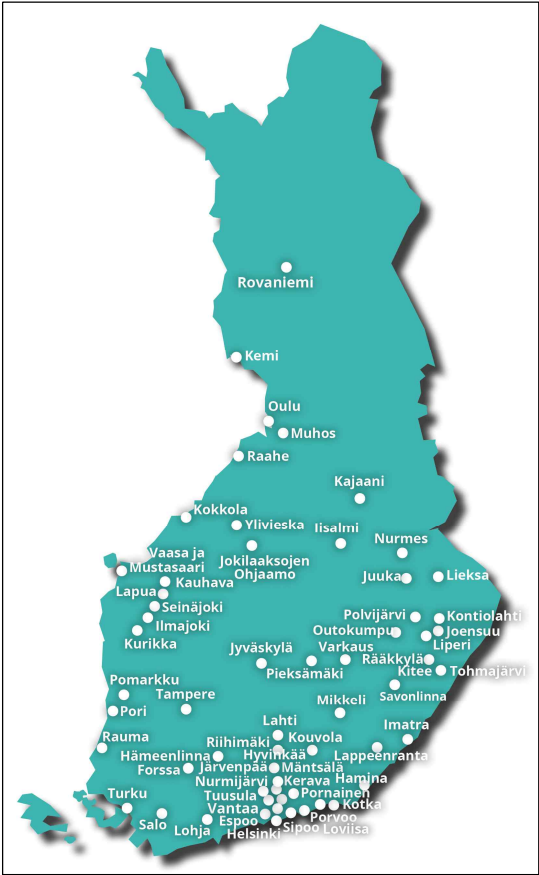 Rovaniemi
Kemi
Oulu
Muhos
Raahe
Kajaani
Kokkola
Ylivieska
Iisalmi
Nurmes
Vaasa ja
Mustasaari
Jokilaaksojen
Ohjaamo
Kauhava
Juuka
Lieksa
Lapua
Seinäjoki
Polvijärvi
Kontiolahti
Ilmajoki
Outokumpu
Joensuu
Kurikka
Liperi
Jyväskylä
Varkaus
Rääkkylä
Pieksämäki
Kitee
Tohmajärvi
Pomarkku
Tampere
Savonlinna
Mikkeli
Pori
Lahti
Imatra
Rauma
Riihimäki
Kouvola
Hämeenlinna
Hyvinkää
Lappeenranta
Forssa
Järvenpää
Mäntsälä
Nurmijärvi
Kerava
Hamina
Turku
Tuusula
Pornainen
Vantaa
Kotka
Salo
Espoo
Porvoo
Lohja
Helsinki
Sipoo
Loviisa